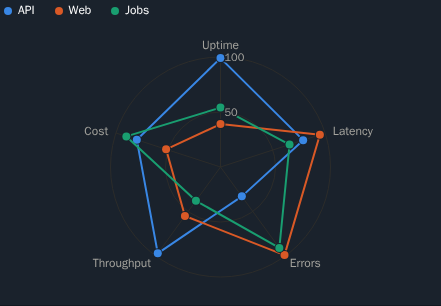 API Web Jobs
Uptime
100
50
Latency
Cost
Throughput
Errors